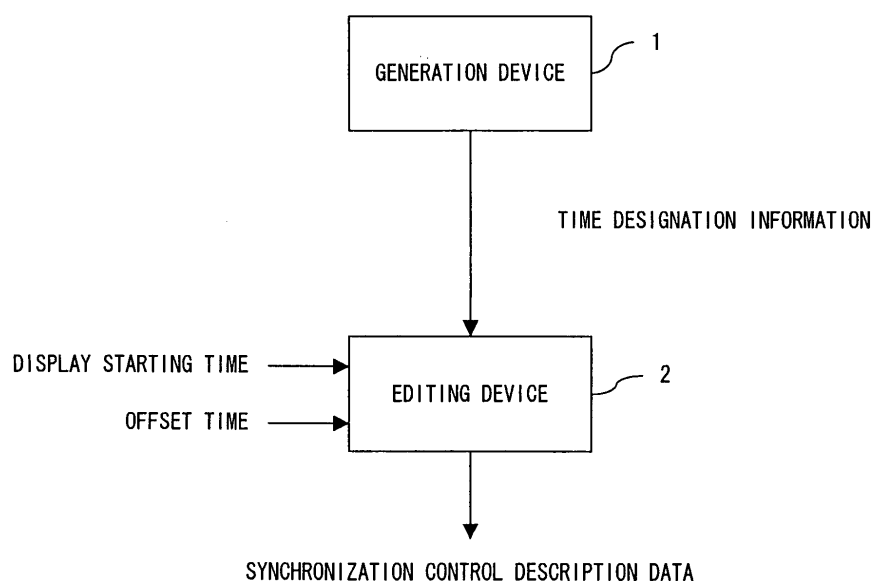 GENERATION DEVICE
1
TIME DESIGNATION INFORMATION
DISPLAY STARTING TIME
EDITING DEVICE
2
OFFSET TIME
SYNCHRONIZATION CONTROL DESCRIPTION DATA